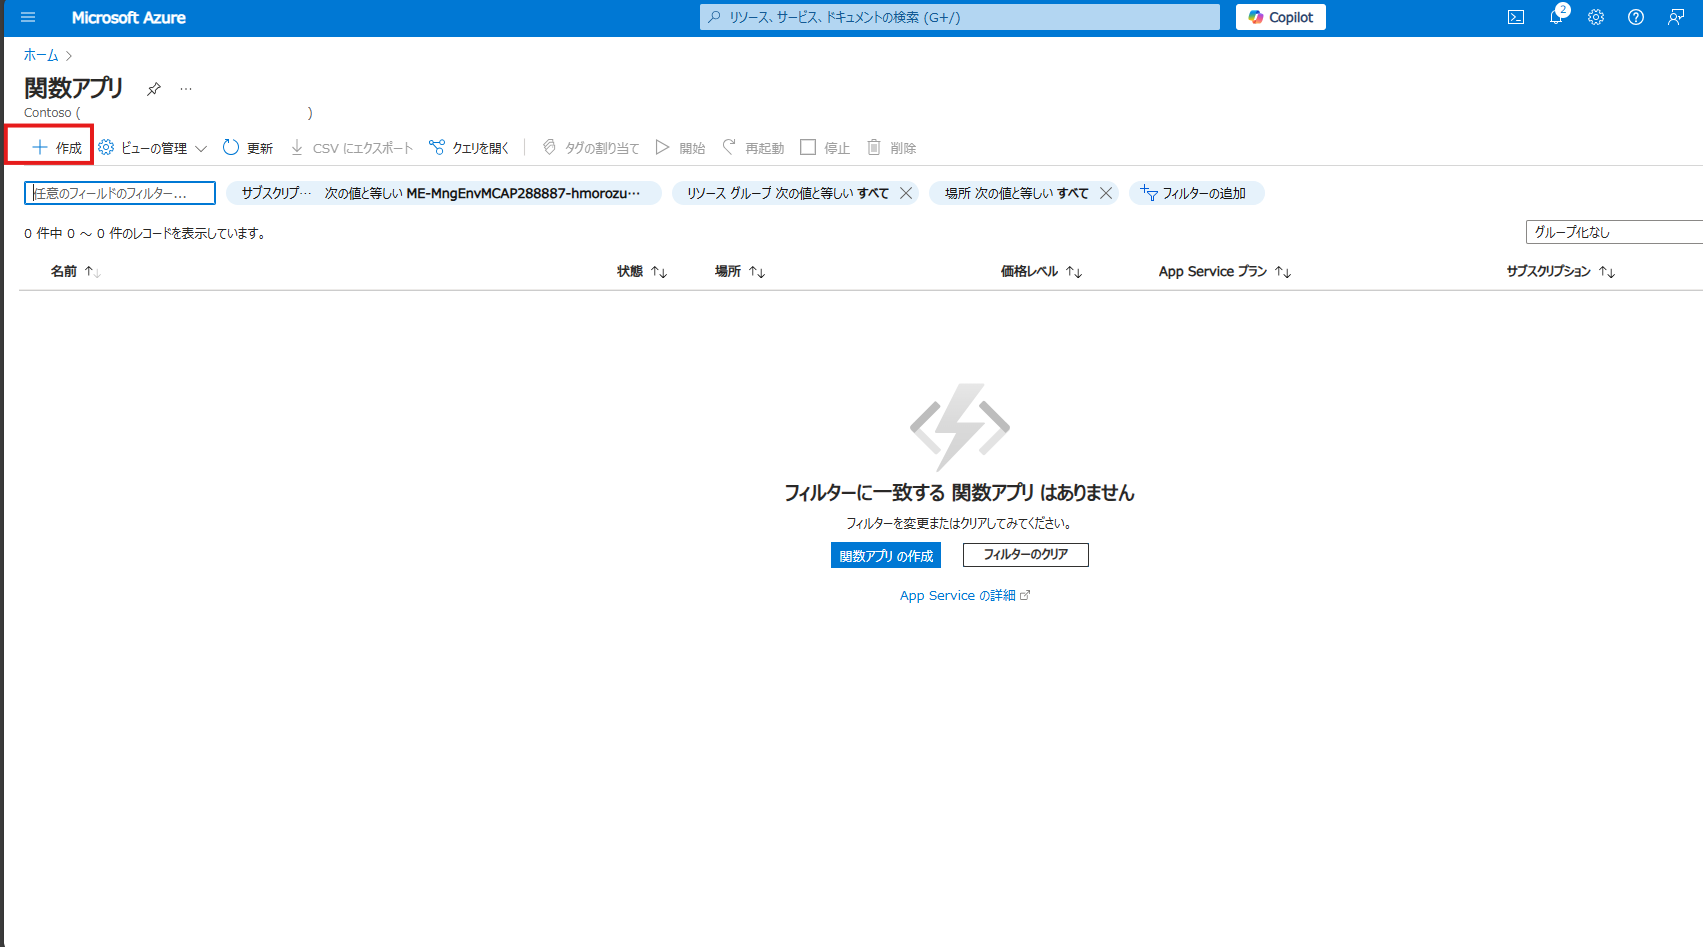 Microsoft Azure
リソース、サービス、ドキュメントの検索 (G+/)
Copilot
2
ホーム
関数アプリ
Contoso ( )
作成
ビューの管理
更新
CSV にエクスポート
クエリを開く
タグの割り当て
開始
再起動
停止
削除
任意のフィールドのフィルター...
サブスクリプ… 次の値と等しい ME-MngEnvMCAP288887-hmorozu…
リソース グループ 次の値と等しい すべて
場所 次の値と等しい すべて
フィルターの追加
0 件中 0 ～ 0 件のレコードを表示しています。
グループ化なし
名前
状態
場所
価格レベル
App Service プラン
サブスクリプション
フィルターに一致する 関数アプリ はありません
フィルターを変更またはクリアしてみてください。
関数アプリ の作成
フィルターのクリア
App Service の詳細